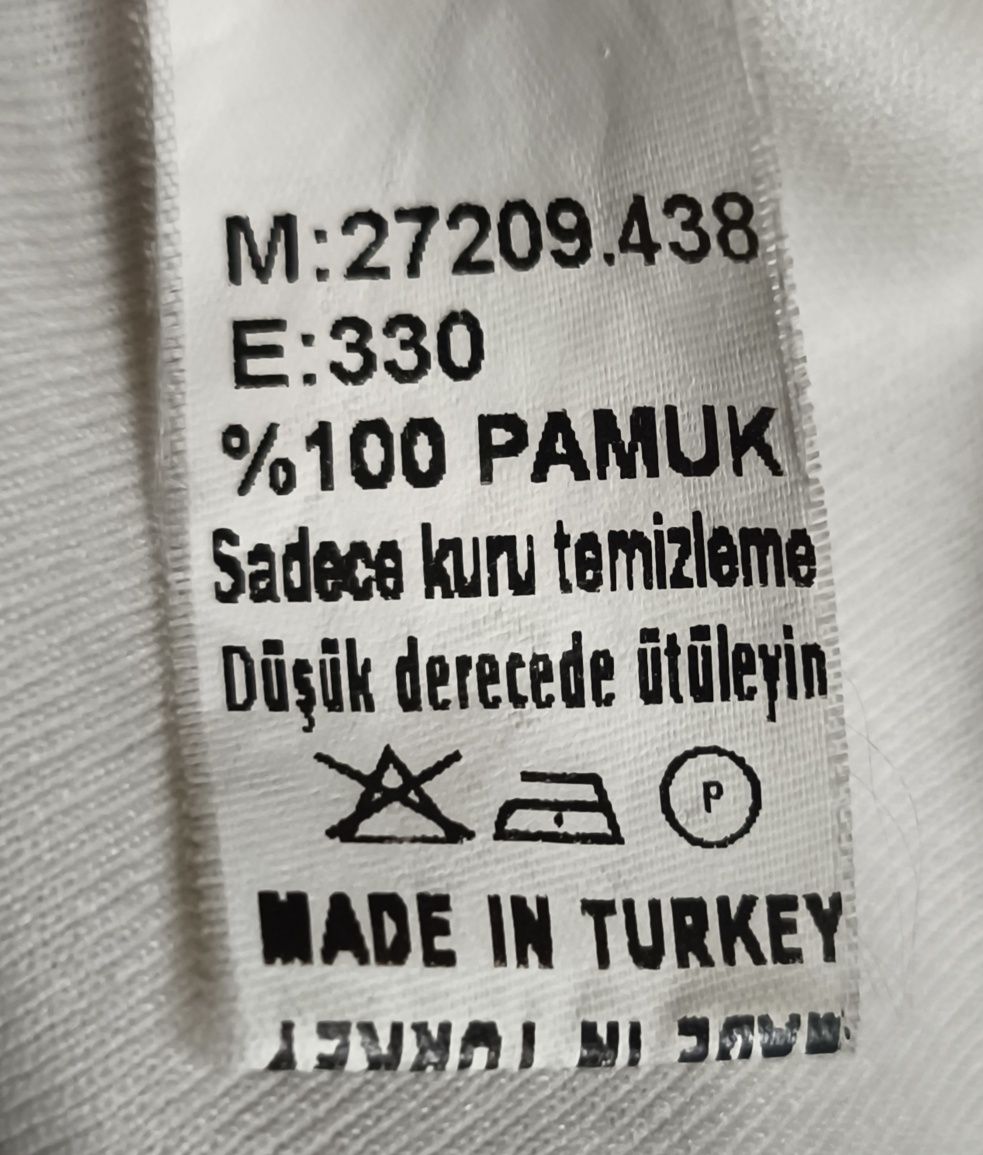 M:27209.438
E:330
%100 PAMUK
Sadece kuru temizleme
Düşük derecede ütüleyin
P
MADE IN TURKEY